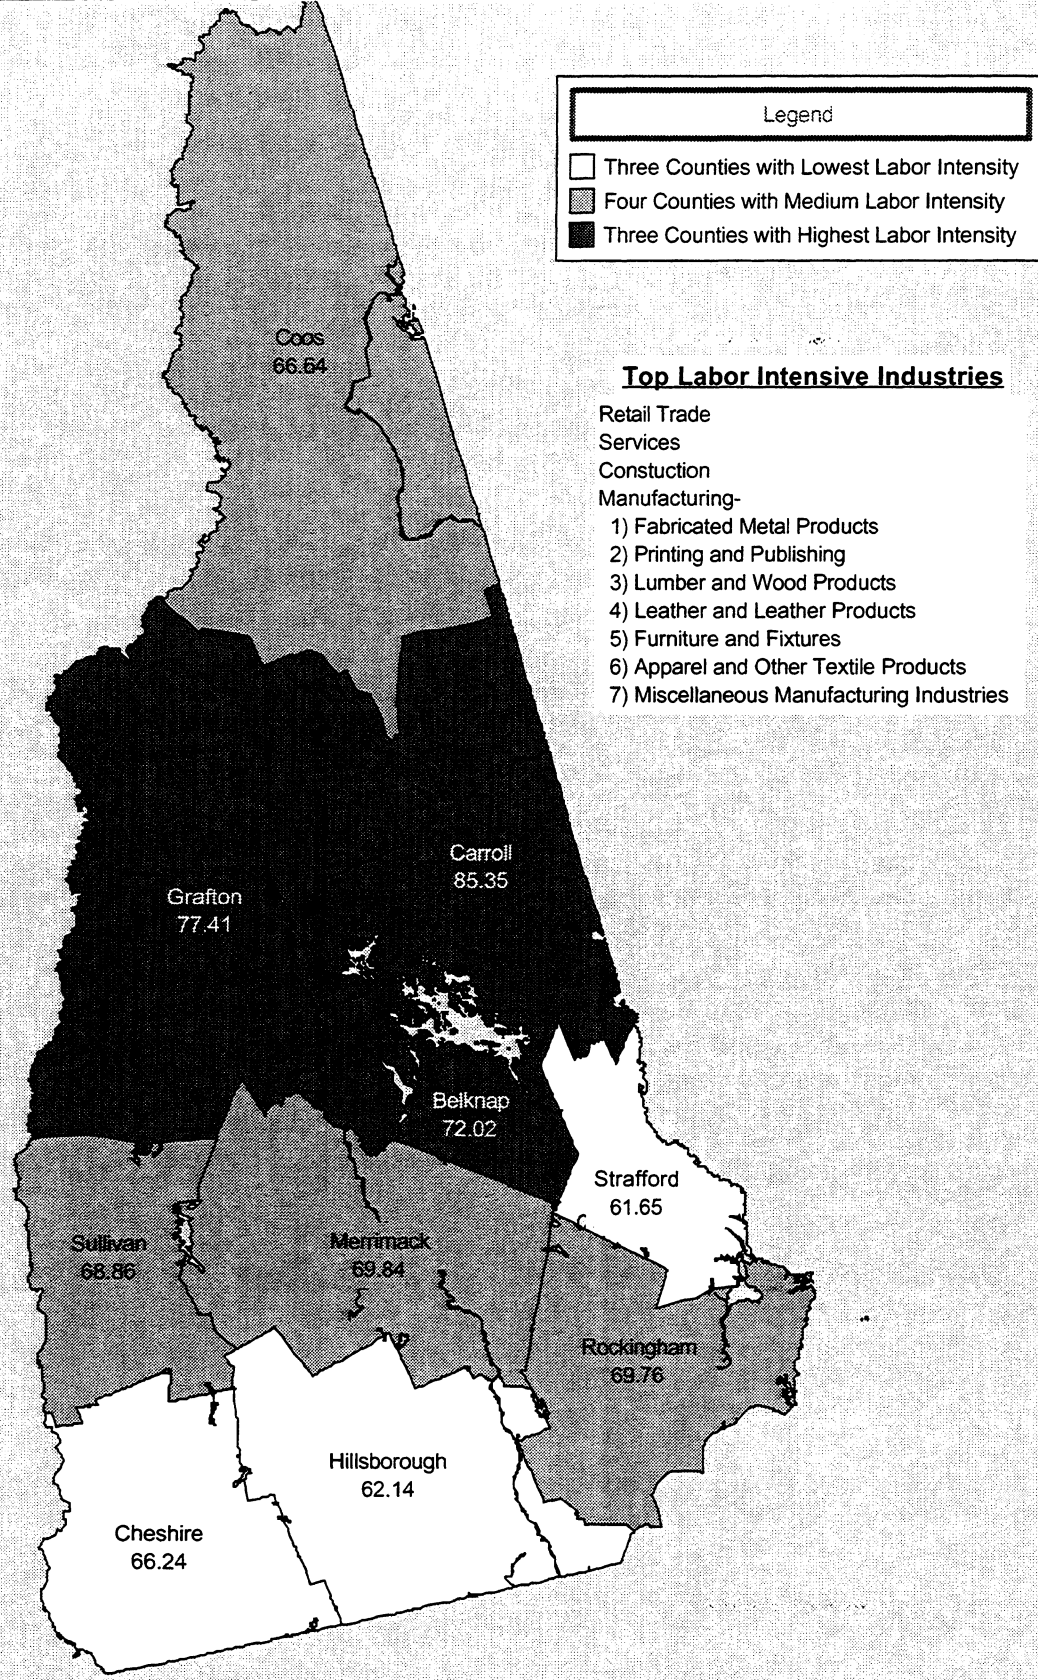 Legend
Three Counties with Lowest Labor Intensity
Four Counties with Medium Labor Intensity
Three Counties with Highest Labor Intensity
Coos
66.64
Top Labor Intensive Industries
Retail Trade
Services
Constuction
Manufacturing-
1) Fabricated Metal Products
2) Printing and Publishing
3) Lumber and Wood Products
4) Leather and Leather Products
5) Furniture and Fixtures
6) Apparel and Other Textile Products
7) Miscellaneous Manufacturing Industries
Carroll
85.35
Grafton
77.41
Belknap
72.02
Strafford
61.65
Sullivan
68.86
Merrimack
69.84
Rockingham
69.76
Hillsborough
62.14
Cheshire
66.24